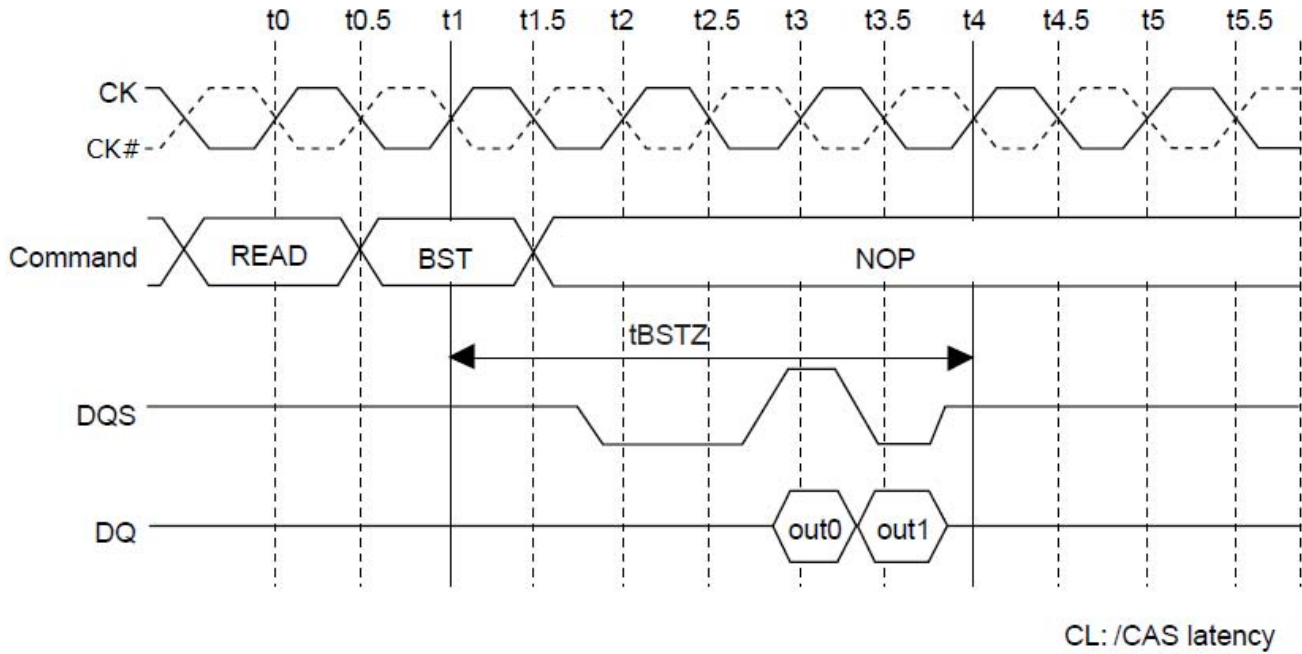 t0 t0.5 t1 t1.5 t2 t2.5 t3 t3.5 t4 t4.5 t5 t5.5
CK
CK#
Command READ BST NOP
tBSTZ
DQS
DQ out0 out1
CL: /CAS latency